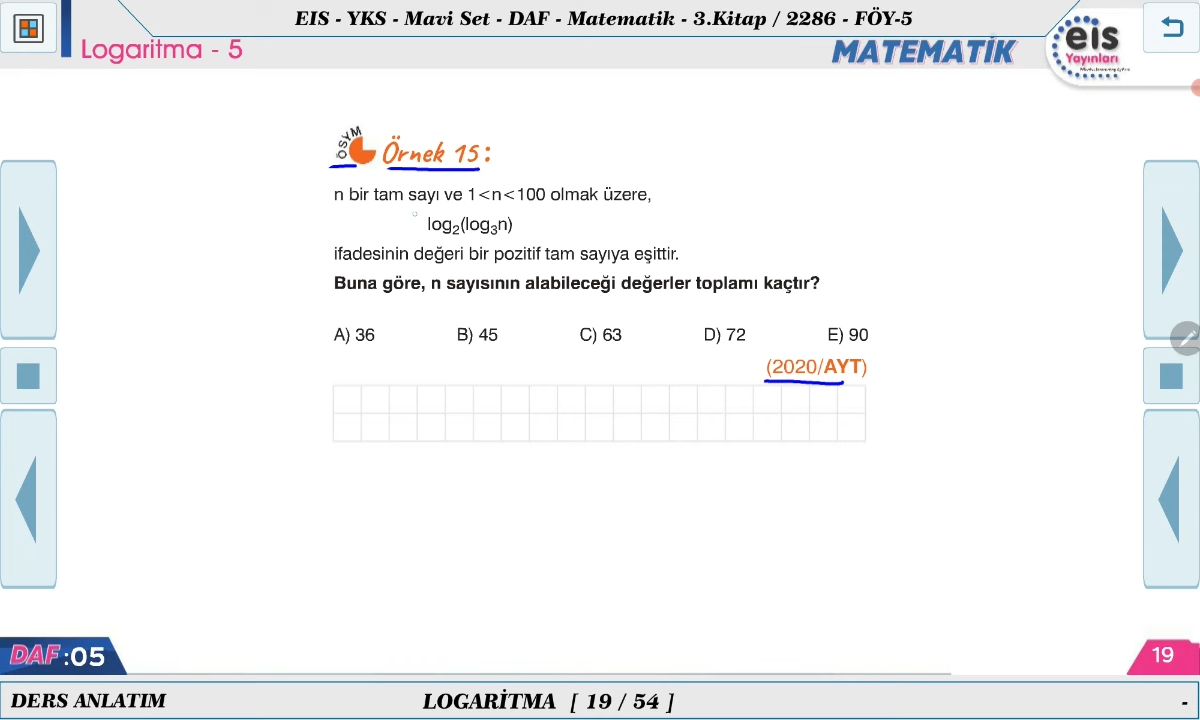 EIS - YKS - Mavi Set - DAF - Matematik - 3.Kitap / 2286 - FÖY-5
Logaritma - 5
MATEMATİK
eis
Yayınları
ÖSYM
Örnek 15:
n bir tam sayı ve 1<n<100 olmak üzere,
log₂(log₃n)
ifadesinin değeri bir pozitif tam sayıya eşittir.
Buna göre, n sayısının alabileceği değerler toplamı kaçtır?
A) 36 B) 45 C) 63 D) 72 E) 90
(2020/AYT)
DAF:05
19
DERS ANLATIM LOGARİTMA [ 19 / 54 ] -